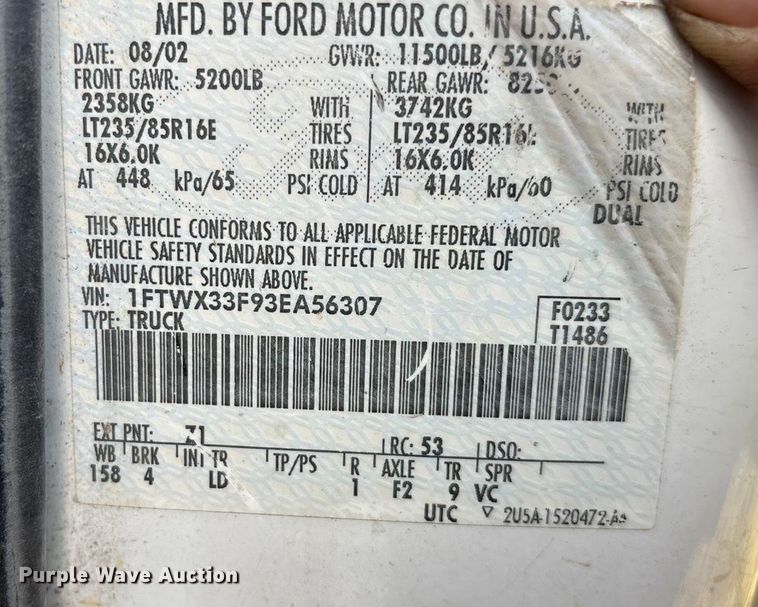 MFD. BY FORD MOTOR CO. IN U.S.A.
DATE: 08/02 GVWR: 11500LB/ 5216KG
FRONT GAWR: 5200LB REAR GAWR:
2358KG WITH 3742KG WITH
LT235/85R16E TIRES LT235/85R16E TIRES
16X6.0K RIMS 16X6.0K RIMS
AT 448 kPa/65 PSI COLD AT 414 kPa/60 PSI COLD
DUAL
THIS VEHICLE CONFORMS TO ALL APPLICABLE FEDERAL MOTOR
VEHICLE SAFETY STANDARDS IN EFFECT ON THE DATE OF
MANUFACTURE SHOWN ABOVE.
VIN: 1FTWX33F93EA56307 F0233
TYPE: TRUCK T1486
EXT PNT: Z1 RC: 53 DSO:
WB BRK INT TR TP/PS R AXLE TR SPR
158 4 LD 1 F2 9 VC
UTC ▽ 2U5A-1520472-
Purple Wave Auction